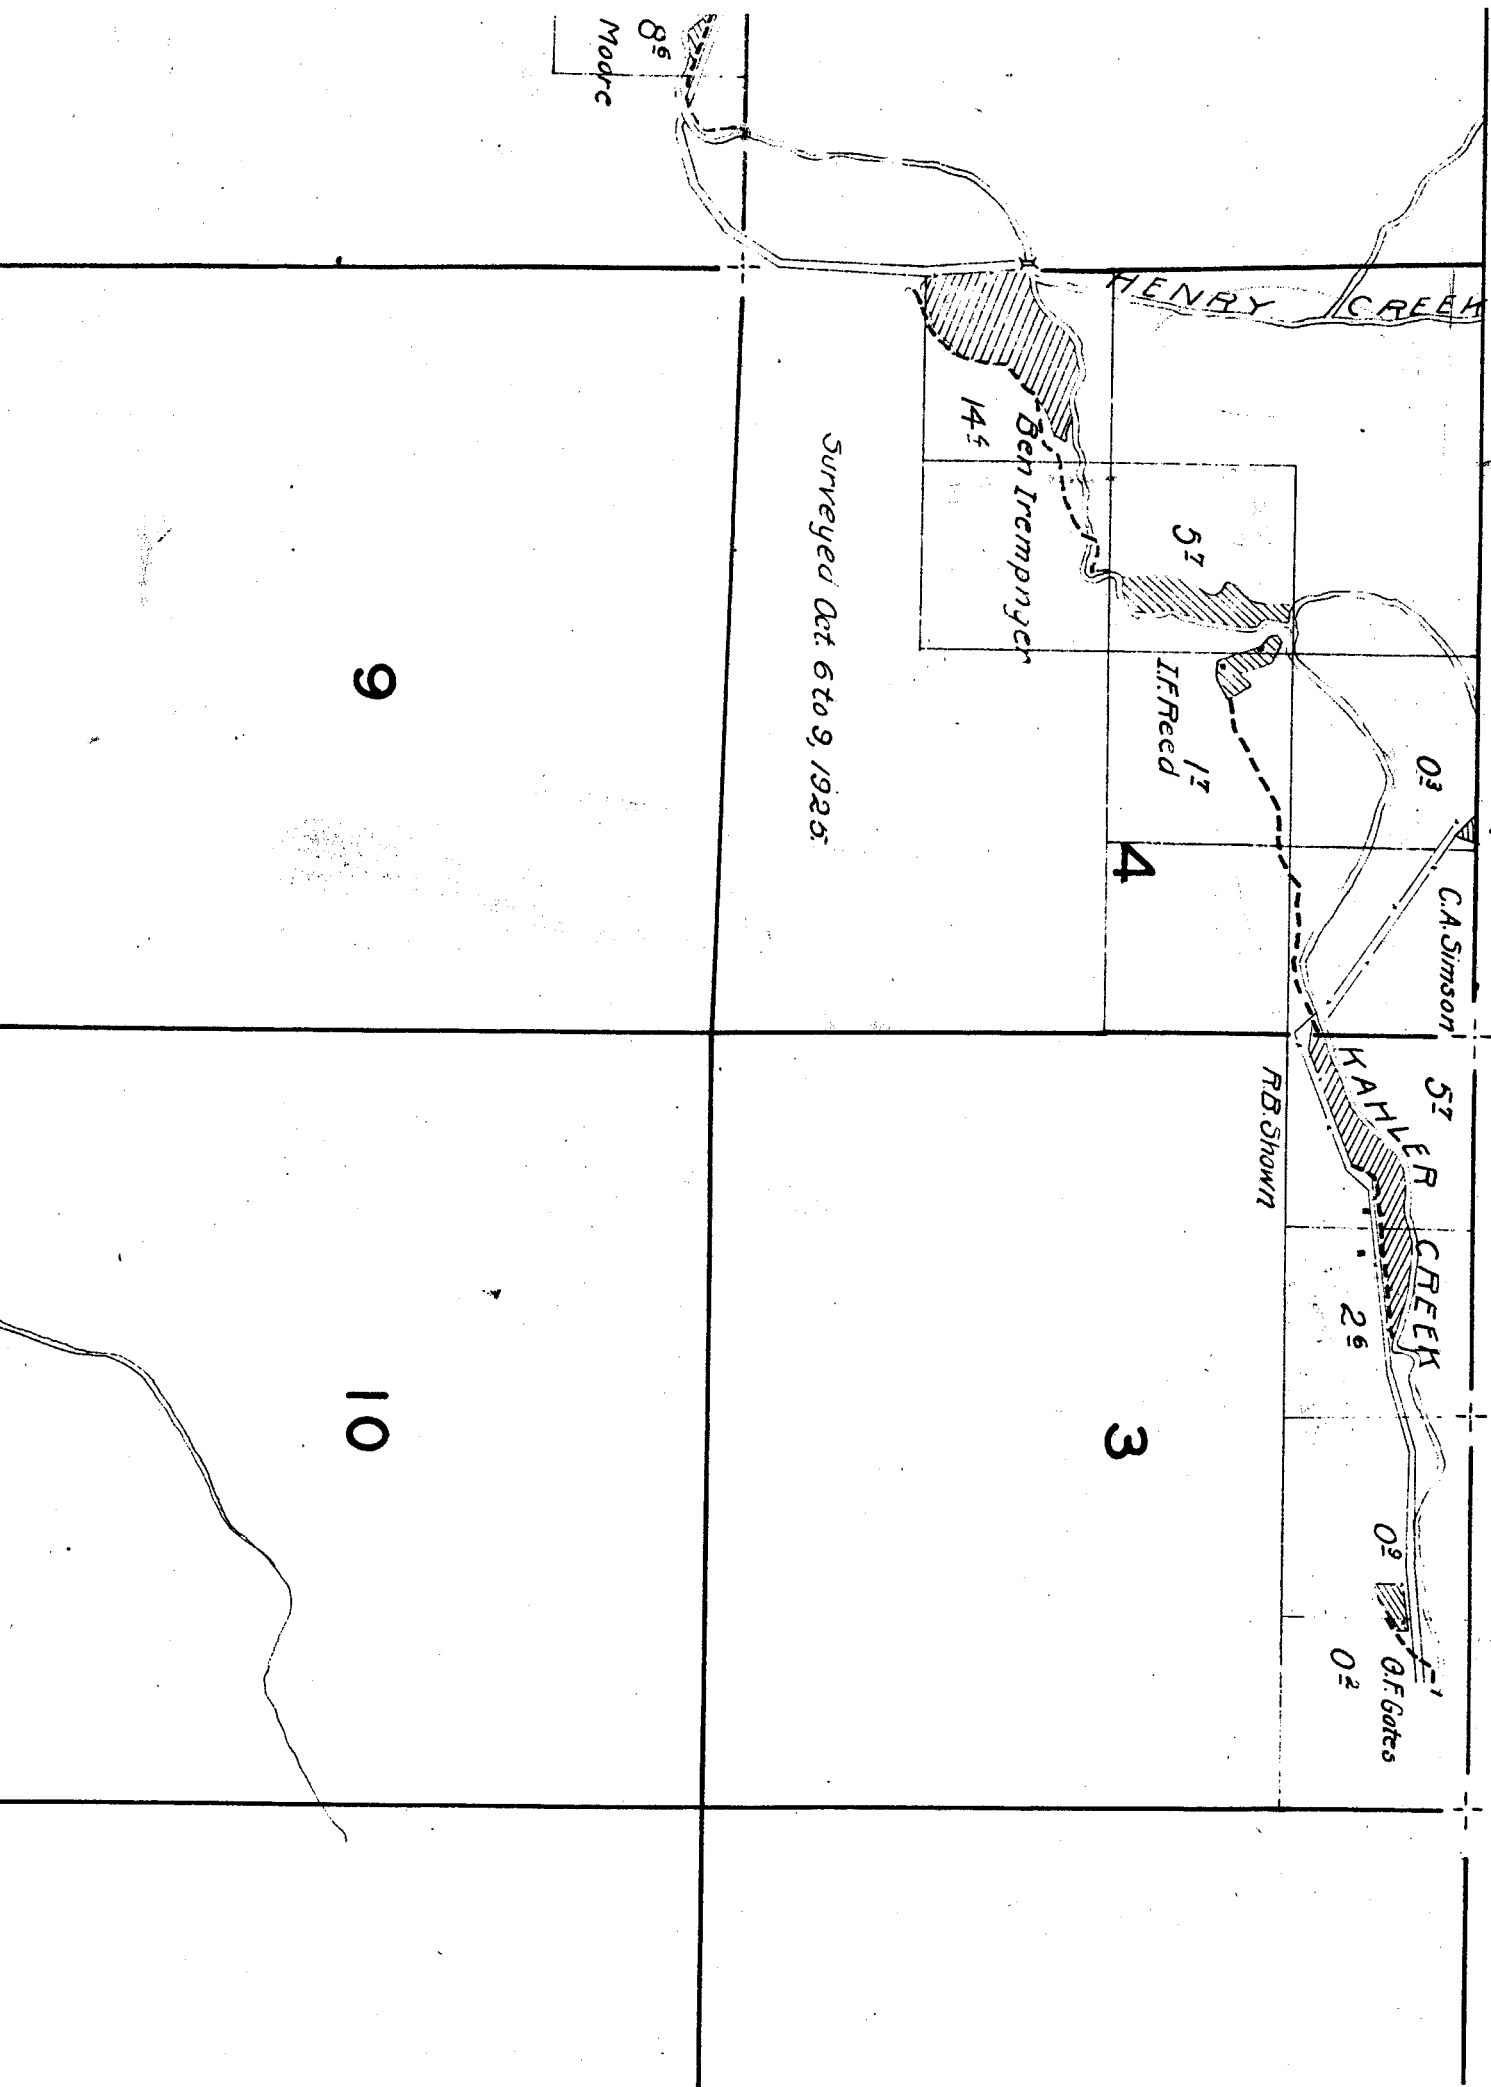 HENRY CREEK
C.A. Simson
0³
5⁷
KAHLER CREEK
0⁹
O.F. Gates
0²
2⁶
R.B. Shown
5⁷
1⁷
I.F. Reed
4
3
Ben Irempnyer
14⁴
Surveyed Oct. 6 to 9, 1925.
8⁶
Moore
9
10